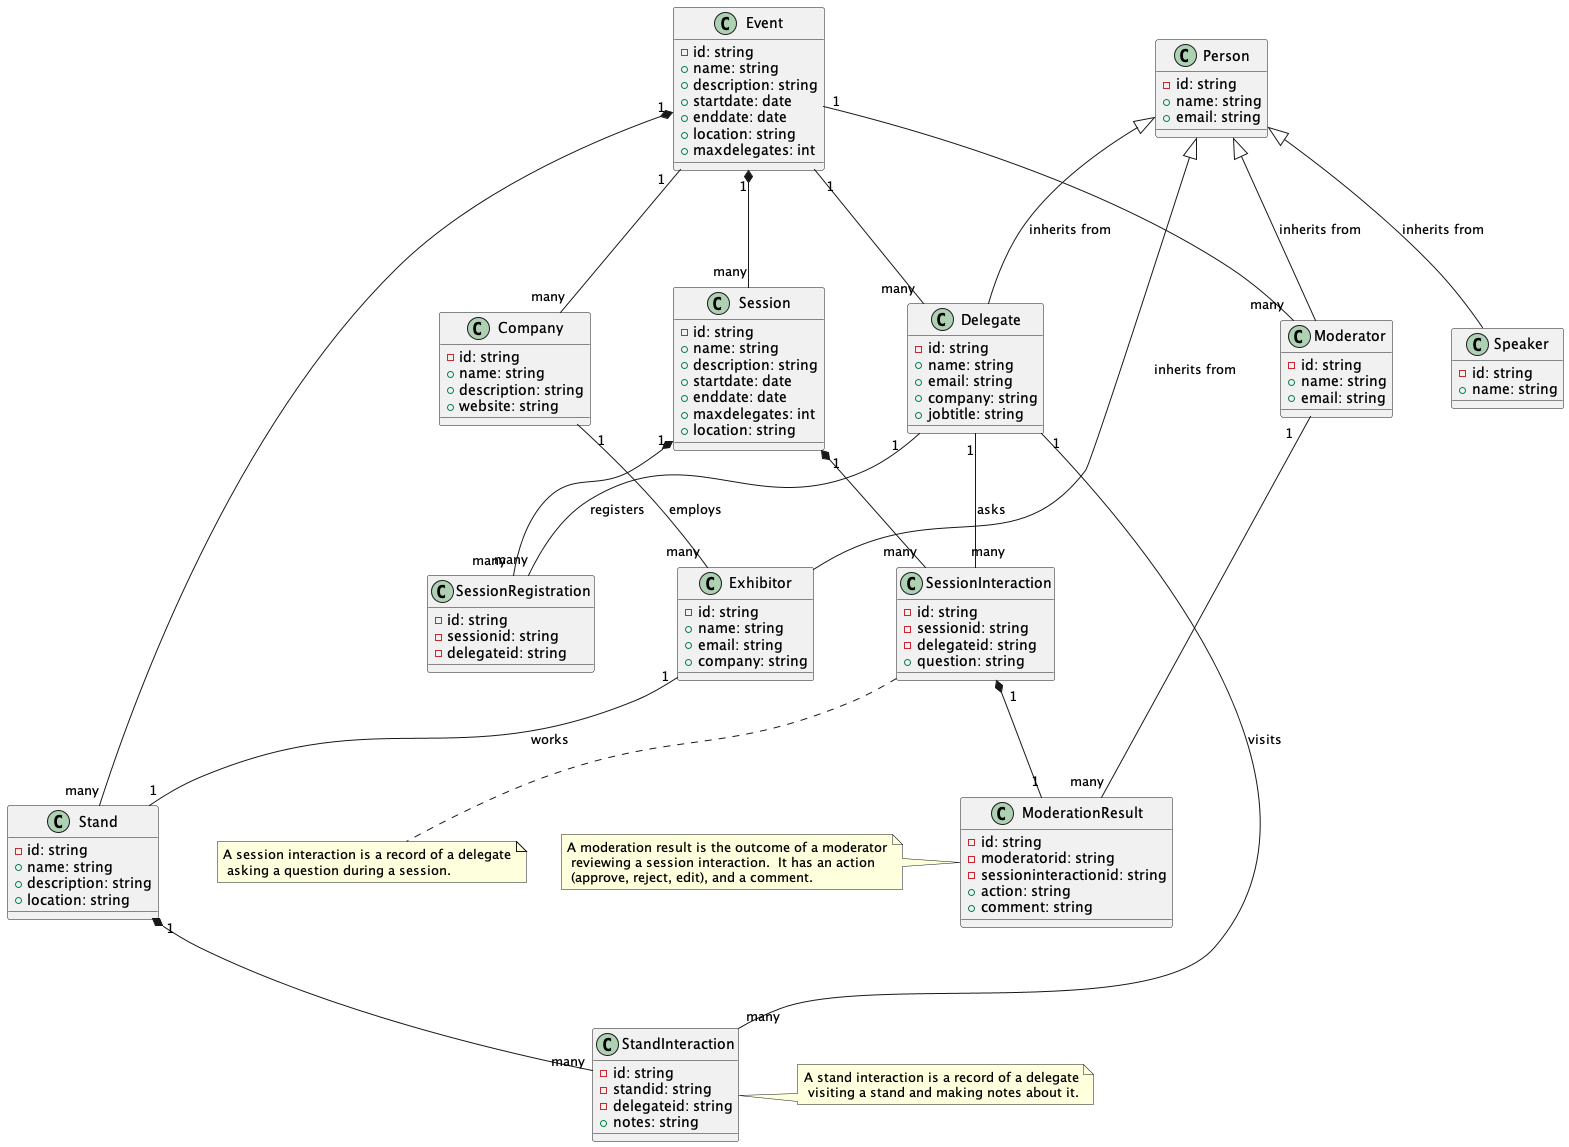 C Event
id: string
name: string
description: string
startdate: date
enddate: date
location: string
maxdelegates: int
C Person
id: string
name: string
email: string
1
1
1
1
1
inherits from
inherits from
inherits from
many
many
many
many
C Company
id: string
name: string
description: string
website: string
C Session
id: string
name: string
description: string
startdate: date
enddate: date
maxdelegates: int
location: string
C Delegate
id: string
name: string
email: string
company: string
jobtitle: string
C Moderator
id: string
name: string
email: string
C Speaker
id: string
name: string
inherits from
1
1
1
1
1
1
1
1
registers
employs
asks
many
many
many
many
many
C SessionRegistration
id: string
sessionid: string
delegateid: string
C Exhibitor
id: string
name: string
email: string
company: string
C SessionInteraction
id: string
sessionid: string
delegateid: string
question: string
1
1
works
visits
many
1
1
many
C Stand
id: string
name: string
description: string
location: string
A session interaction is a record of a delegate
asking a question during a session.
A moderation result is the outcome of a moderator
reviewing a session interaction.  It has an action
(approve, reject, edit), and a comment.
C ModerationResult
id: string
moderatorid: string
sessioninteractionid: string
action: string
comment: string
1
many
many
C StandInteraction
id: string
standid: string
delegateid: string
notes: string
A stand interaction is a record of a delegate
visiting a stand and making notes about it.